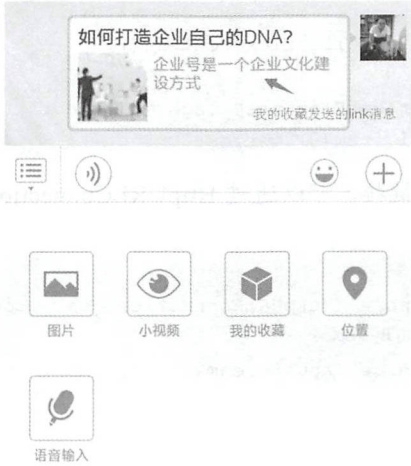 如何打造企业自己的DNA?
企业号是一个企业文化建
设方式
我的收藏发送的link消息
图片
小视频
我的收藏
位置
语音输入